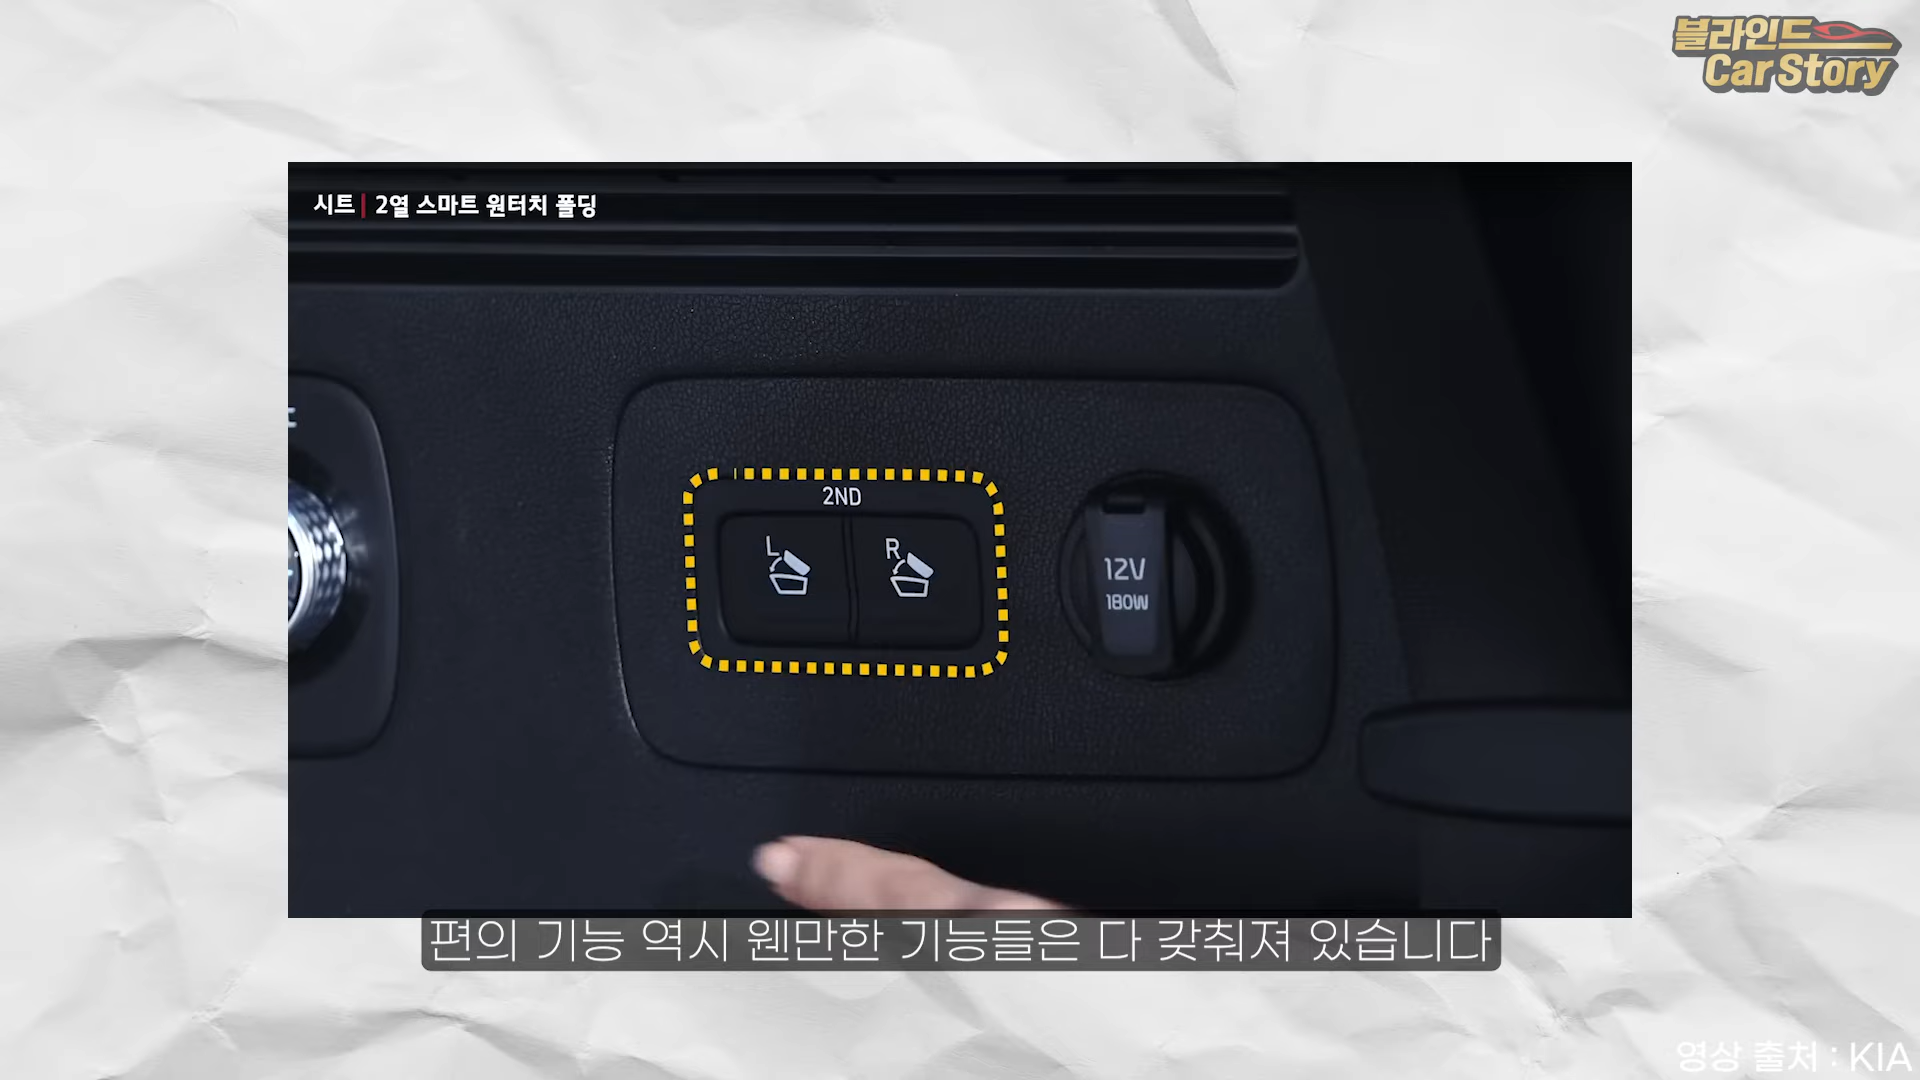 블라인드
Car Story
시트 | 2열 스마트 원터치 폴딩
2ND
L R
12V
180W
편의 기능 역시 웬만한 기능들은 다 갖춰져 있습니다
영상 출처 : KIA